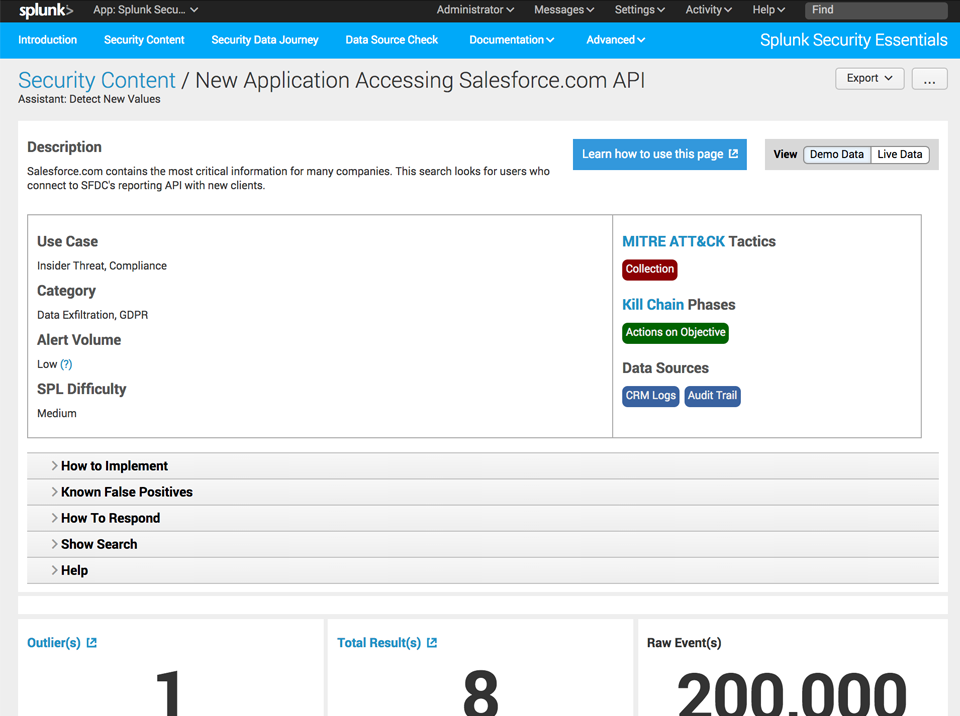 splunk> App: Splunk Secu... Administrator Messages Settings Activity Help Find
Introduction Security Content Security Data Journey Data Source Check Documentation Advanced Splunk Security Essentials
Security Content / New Application Accessing Salesforce.com API Export ...
Assistant: Detect New Values
Description
Learn how to use this page
View Demo Data Live Data
Salesforce.com contains the most critical information for many companies. This search looks for users who
connect to SFDC's reporting API with new clients.
Use Case
Insider Threat, Compliance
Category
Data Exfiltration, GDPR
Alert Volume
Low (?)
SPL Difficulty
Medium
MITRE ATT&CK Tactics
Collection
Kill Chain Phases
Actions on Objective
Data Sources
CRM Logs Audit Trail
> How to Implement
> Known False Positives
> How To Respond
> Show Search
> Help
Outlier(s)
1
Total Result(s)
8
Raw Event(s)
200,000